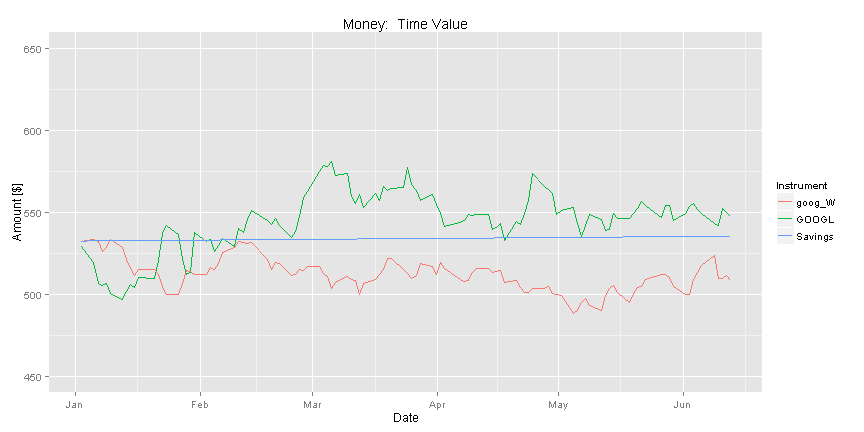 Money:  Time Value
650
600
550
500
450
Amount [$]
Jan
Feb
Mar
Apr
May
Jun
Date
Instrument
goog_W
GOOGL
Savings